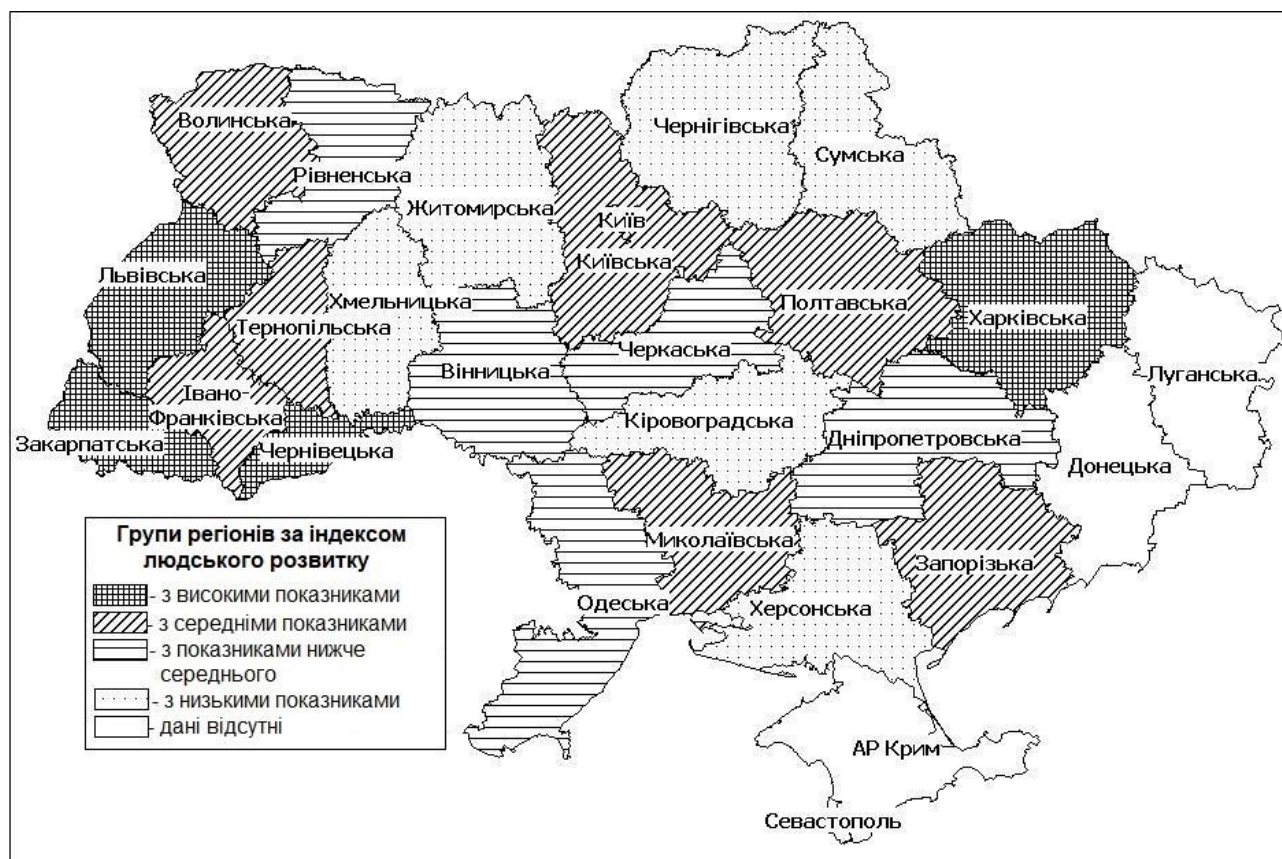 Волинська
Рівненська
Чернігівська
Сумська
Житомирська
Київ
Київська
Львівська
Хмельницька
Тернопільська
Полтавська
Харківська
Черкаська
Вінницька
Луганська
Івано-
Франківська
Закарпатська
Чернівецька
Кіровоградська
Дніпропетровська
Донецька
Миколаївська
Запорізька
Одеська
Херсонська
АР Крим
Севастополь
Групи регіонів за індексом
людського розвитку
- з високими показниками
- з середніми показниками
- з показниками нижче
середнього
- з низькими показниками
- дані відсутні